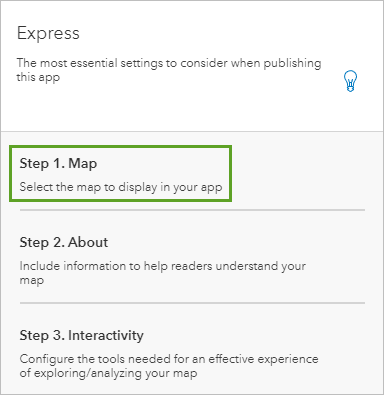 Express
The most essential settings to consider when publishing
this app
Step 1. Map
Select the map to display in your app
Step 2. About
Include information to help readers understand your
map
Step 3. Interactivity
Configure the tools needed for an effective experience
of exploring/analyzing your map